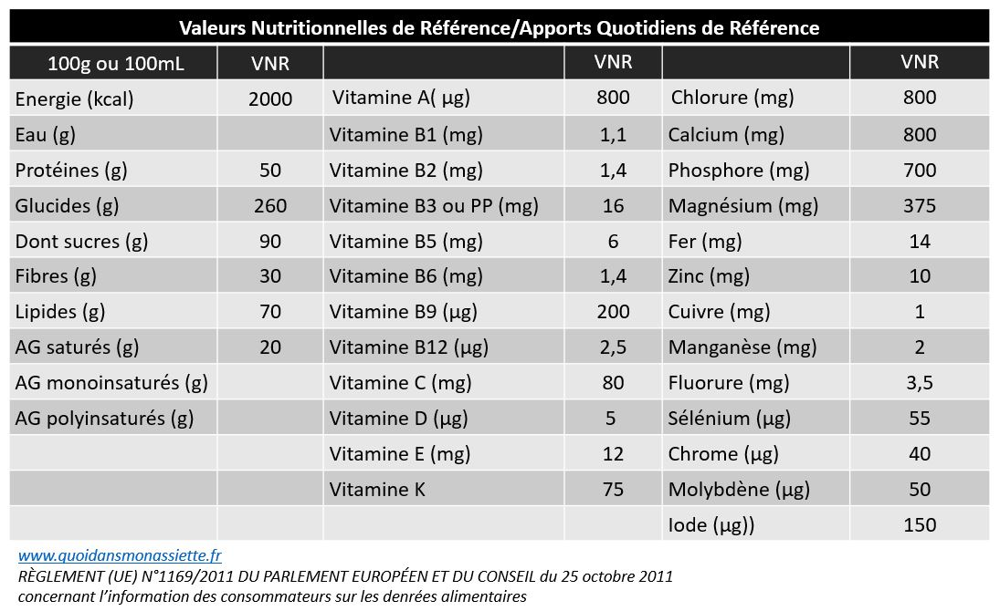 Valeurs Nutritionnelles de Référence/Apports Quotidiens de Référence
100g ou 100mL VNR VNR VNR
Energie (kcal) 2000 Vitamine A( µg) 800 Chlorure (mg) 800
Eau (g) Vitamine B1 (mg) 1,1 Calcium (mg) 800
Protéines (g) 50 Vitamine B2 (mg) 1,4 Phosphore (mg) 700
Glucides (g) 260 Vitamine B3 ou PP (mg) 16 Magnésium (mg) 375
Dont sucres (g) 90 Vitamine B5 (mg) 6 Fer (mg) 14
Fibres (g) 30 Vitamine B6 (mg) 1,4 Zinc (mg) 10
Lipides (g) 70 Vitamine B9 (µg) 200 Cuivre (mg) 1
AG saturés (g) 20 Vitamine B12 (µg) 2,5 Manganèse (mg) 2
AG monoinsaturés (g) Vitamine C (mg) 80 Fluorure (mg) 3,5
AG polyinsaturés (g) Vitamine D (µg) 5 Sélénium (µg) 55
Vitamine E (mg) 12 Chrome (µg) 40
Vitamine K 75 Molybdène (µg) 50
Iode (µg)) 150
www.quoidansmonassiette.fr
RÈGLEMENT (UE) N°1169/2011 DU PARLEMENT EUROPÉEN ET DU CONSEIL du 25 octobre 2011
concernant l’information des consommateurs sur les denrées alimentaires